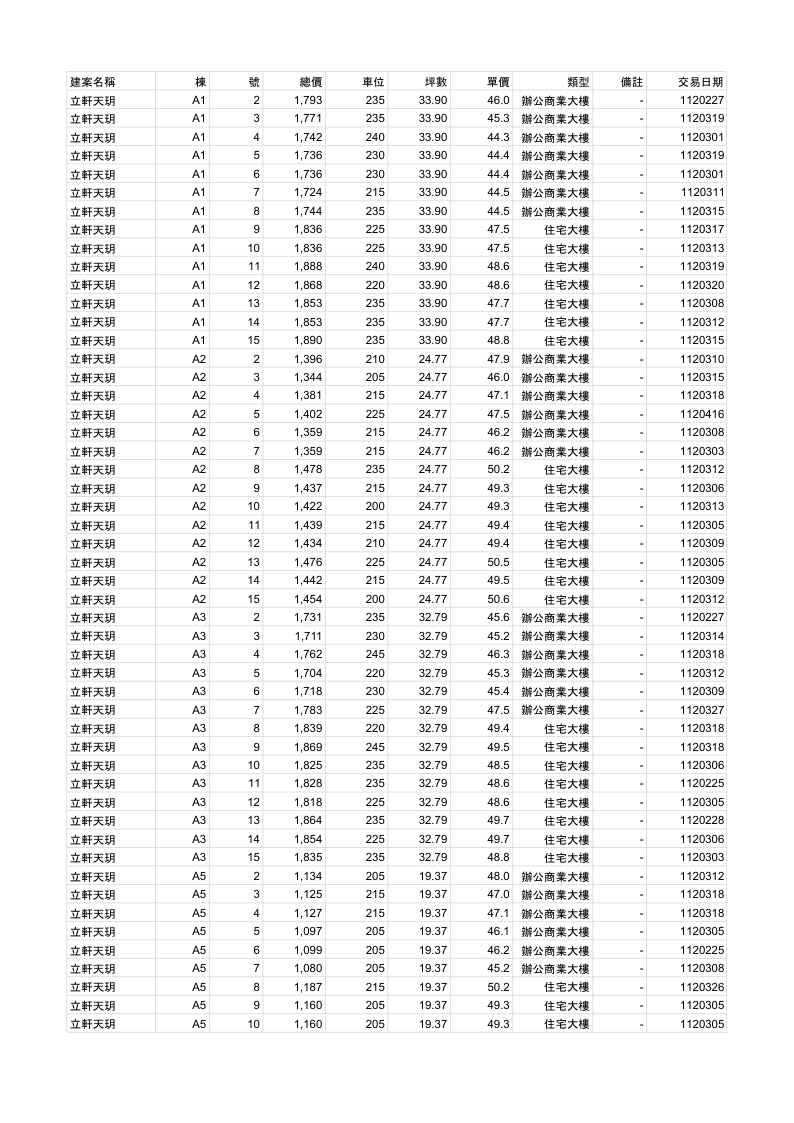 建案名稱 棟 號 總價 車位 坪數 單價 類型 備註 交易日期
立軒天玥 A1 2 1,793 235 33.90 46.0 辦公商業大樓 - 1120227
立軒天玥 A1 3 1,771 235 33.90 45.3 辦公商業大樓 - 1120319
立軒天玥 A1 4 1,742 240 33.90 44.3 辦公商業大樓 - 1120301
立軒天玥 A1 5 1,736 230 33.90 44.4 辦公商業大樓 - 1120319
立軒天玥 A1 6 1,736 230 33.90 44.4 辦公商業大樓 - 1120301
立軒天玥 A1 7 1,724 215 33.90 44.5 辦公商業大樓 - 1120311
立軒天玥 A1 8 1,744 235 33.90 44.5 辦公商業大樓 - 1120315
立軒天玥 A1 9 1,836 225 33.90 47.5 住宅大樓 - 1120317
立軒天玥 A1 10 1,836 225 33.90 47.5 住宅大樓 - 1120313
立軒天玥 A1 11 1,888 240 33.90 48.6 住宅大樓 - 1120319
立軒天玥 A1 12 1,868 220 33.90 48.6 住宅大樓 - 1120320
立軒天玥 A1 13 1,853 235 33.90 47.7 住宅大樓 - 1120308
立軒天玥 A1 14 1,853 235 33.90 47.7 住宅大樓 - 1120312
立軒天玥 A1 15 1,890 235 33.90 48.8 住宅大樓 - 1120315
立軒天玥 A2 2 1,396 210 24.77 47.9 辦公商業大樓 - 1120310
立軒天玥 A2 3 1,344 205 24.77 46.0 辦公商業大樓 - 1120315
立軒天玥 A2 4 1,381 215 24.77 47.1 辦公商業大樓 - 1120318
立軒天玥 A2 5 1,402 225 24.77 47.5 辦公商業大樓 - 1120416
立軒天玥 A2 6 1,359 215 24.77 46.2 辦公商業大樓 - 1120308
立軒天玥 A2 7 1,359 215 24.77 46.2 辦公商業大樓 - 1120303
立軒天玥 A2 8 1,478 235 24.77 50.2 住宅大樓 - 1120312
立軒天玥 A2 9 1,437 215 24.77 49.3 住宅大樓 - 1120306
立軒天玥 A2 10 1,422 200 24.77 49.3 住宅大樓 - 1120313
立軒天玥 A2 11 1,439 215 24.77 49.4 住宅大樓 - 1120305
立軒天玥 A2 12 1,434 210 24.77 49.4 住宅大樓 - 1120309
立軒天玥 A2 13 1,476 225 24.77 50.5 住宅大樓 - 1120305
立軒天玥 A2 14 1,442 215 24.77 49.5 住宅大樓 - 1120309
立軒天玥 A2 15 1,454 200 24.77 50.6 住宅大樓 - 1120312
立軒天玥 A3 2 1,731 235 32.79 45.6 辦公商業大樓 - 1120227
立軒天玥 A3 3 1,711 230 32.79 45.2 辦公商業大樓 - 1120314
立軒天玥 A3 4 1,762 245 32.79 46.3 辦公商業大樓 - 1120318
立軒天玥 A3 5 1,704 220 32.79 45.3 辦公商業大樓 - 1120312
立軒天玥 A3 6 1,718 230 32.79 45.4 辦公商業大樓 - 1120309
立軒天玥 A3 7 1,783 225 32.79 47.5 辦公商業大樓 - 1120327
立軒天玥 A3 8 1,839 220 32.79 49.4 住宅大樓 - 1120318
立軒天玥 A3 9 1,869 245 32.79 49.5 住宅大樓 - 1120318
立軒天玥 A3 10 1,825 235 32.79 48.5 住宅大樓 - 1120306
立軒天玥 A3 11 1,828 235 32.79 48.6 住宅大樓 - 1120225
立軒天玥 A3 12 1,818 225 32.79 48.6 住宅大樓 - 1120305
立軒天玥 A3 13 1,864 235 32.79 49.7 住宅大樓 - 1120228
立軒天玥 A3 14 1,854 225 32.79 49.7 住宅大樓 - 1120306
立軒天玥 A3 15 1,835 235 32.79 48.8 住宅大樓 - 1120303
立軒天玥 A5 2 1,134 205 19.37 48.0 辦公商業大樓 - 1120312
立軒天玥 A5 3 1,125 215 19.37 47.0 辦公商業大樓 - 1120318
立軒天玥 A5 4 1,127 215 19.37 47.1 辦公商業大樓 - 1120318
立軒天玥 A5 5 1,097 205 19.37 46.1 辦公商業大樓 - 1120305
立軒天玥 A5 6 1,099 205 19.37 46.2 辦公商業大樓 - 1120225
立軒天玥 A5 7 1,080 205 19.37 45.2 辦公商業大樓 - 1120308
立軒天玥 A5 8 1,187 215 19.37 50.2 住宅大樓 - 1120326
立軒天玥 A5 9 1,160 205 19.37 49.3 住宅大樓 - 1120305
立軒天玥 A5 10 1,160 205 19.37 49.3 住宅大樓 - 1120305